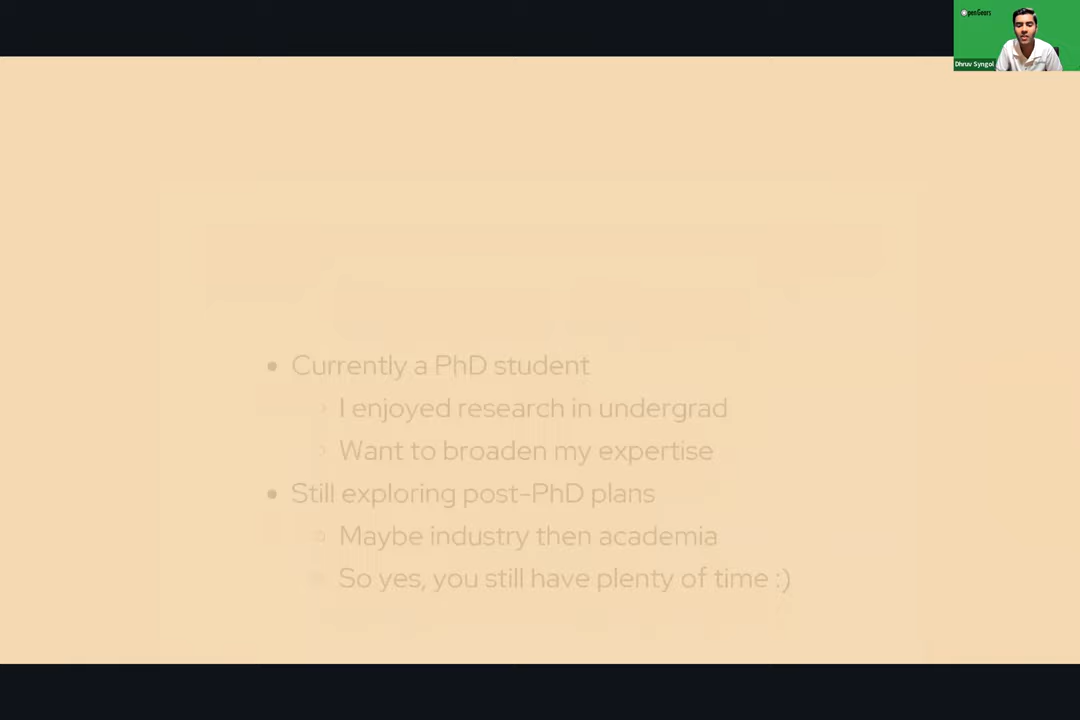 penGears
Dhruv Syngol
• Currently a PhD student
◦ I enjoyed research in undergrad
◦ Want to broaden my expertise
• Still exploring post-PhD plans
◦ Maybe industry then academia
◦ So yes, you still have plenty of time :)